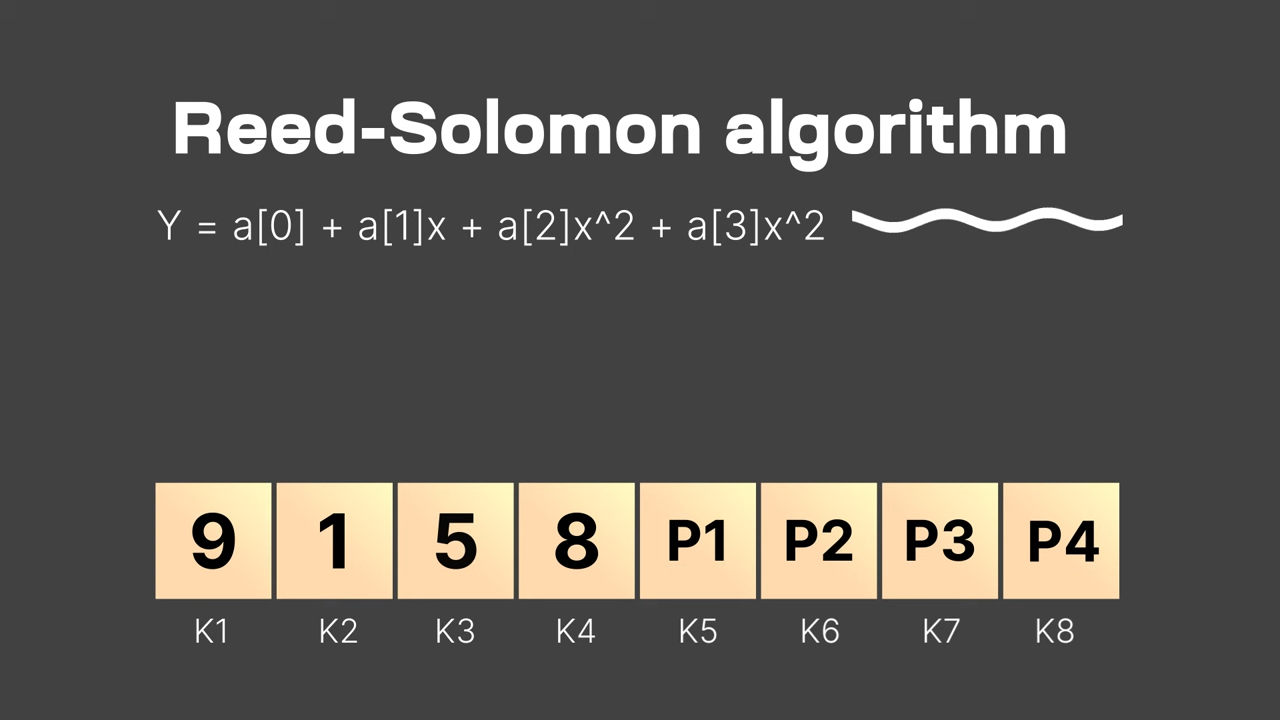 Reed-Solomon algorithm
Y = a[0] + a[1]x + a[2]x^2 + a[3]x^2
9 1 5 8 P1 P2 P3 P4
K1 K2 K3 K4 K5 K6 K7 K8